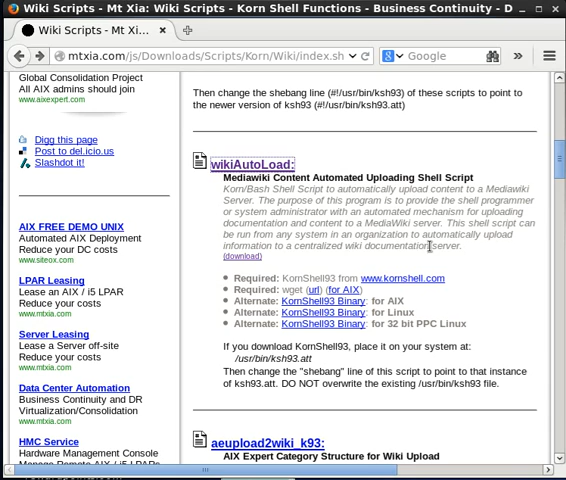 Wiki Scripts - Mt Xia: Wiki Scripts - Korn Shell Functions - Business Continuity - D
Wiki Scripts - Mt Xia: Scripts...
mtxia.com/js/Downloads/Scripts/Korn/Wiki/index.sh
Google
Global Consolidation Project
All AIX admins should join
www.aixexpert.com
Digg this page
Post to del.icio.us
Slashdot it!
AIX FREE DEMO UNIX
Automated AIX Deployment
Reduce your DC costs
www.siteox.com
LPAR Leasing
Lease an AIX / i5 LPAR
Reduce your costs
www.mtxia.com
Server Leasing
Lease a Server off-site
Reduce your costs
www.mtxia.com
Data Center Automation
Business Continuity and DR
Virtualization/Consolidation
www.mtxia.com
HMC Service
Hardware Management Console
Manage Remote AIX / i5 LPARs
Then change the shebang line (#!/usr/bin/ksh93) of these scripts to point to
the newer version of ksh93 (#!/usr/bin/ksh93.att)
wikiAutoLoad:
Mediawiki Content Automated Uploading Shell Script
Korn/Bash Shell Script to automatically upload content to a Mediawiki
Server. The purpose of this program is to provide the shell programmer
or system administrator with an automated mechanism for uploading
documentation and content to a MediaWiki server. This shell script can
be run from any system in an organization to automatically upload
information to a centralized wiki documentation server.
(download)
Required: KornShell93 from www.kornshell.com
Required: wget (url) (for AIX)
Alternate: KornShell93 Binary: for AIX
Alternate: KornShell93 Binary: for Linux
Alternate: KornShell93 Binary: for 32 bit PPC Linux
If you download KornShell93, place it on your system at:
/usr/bin/ksh93.att
Then change the "shebang" line of this script to point to that instance
of ksh93.att. DO NOT overwrite the existing /usr/bin/ksh93 file.
aeupload2wiki_k93:
AIX Expert Category Structure for Wiki Upload